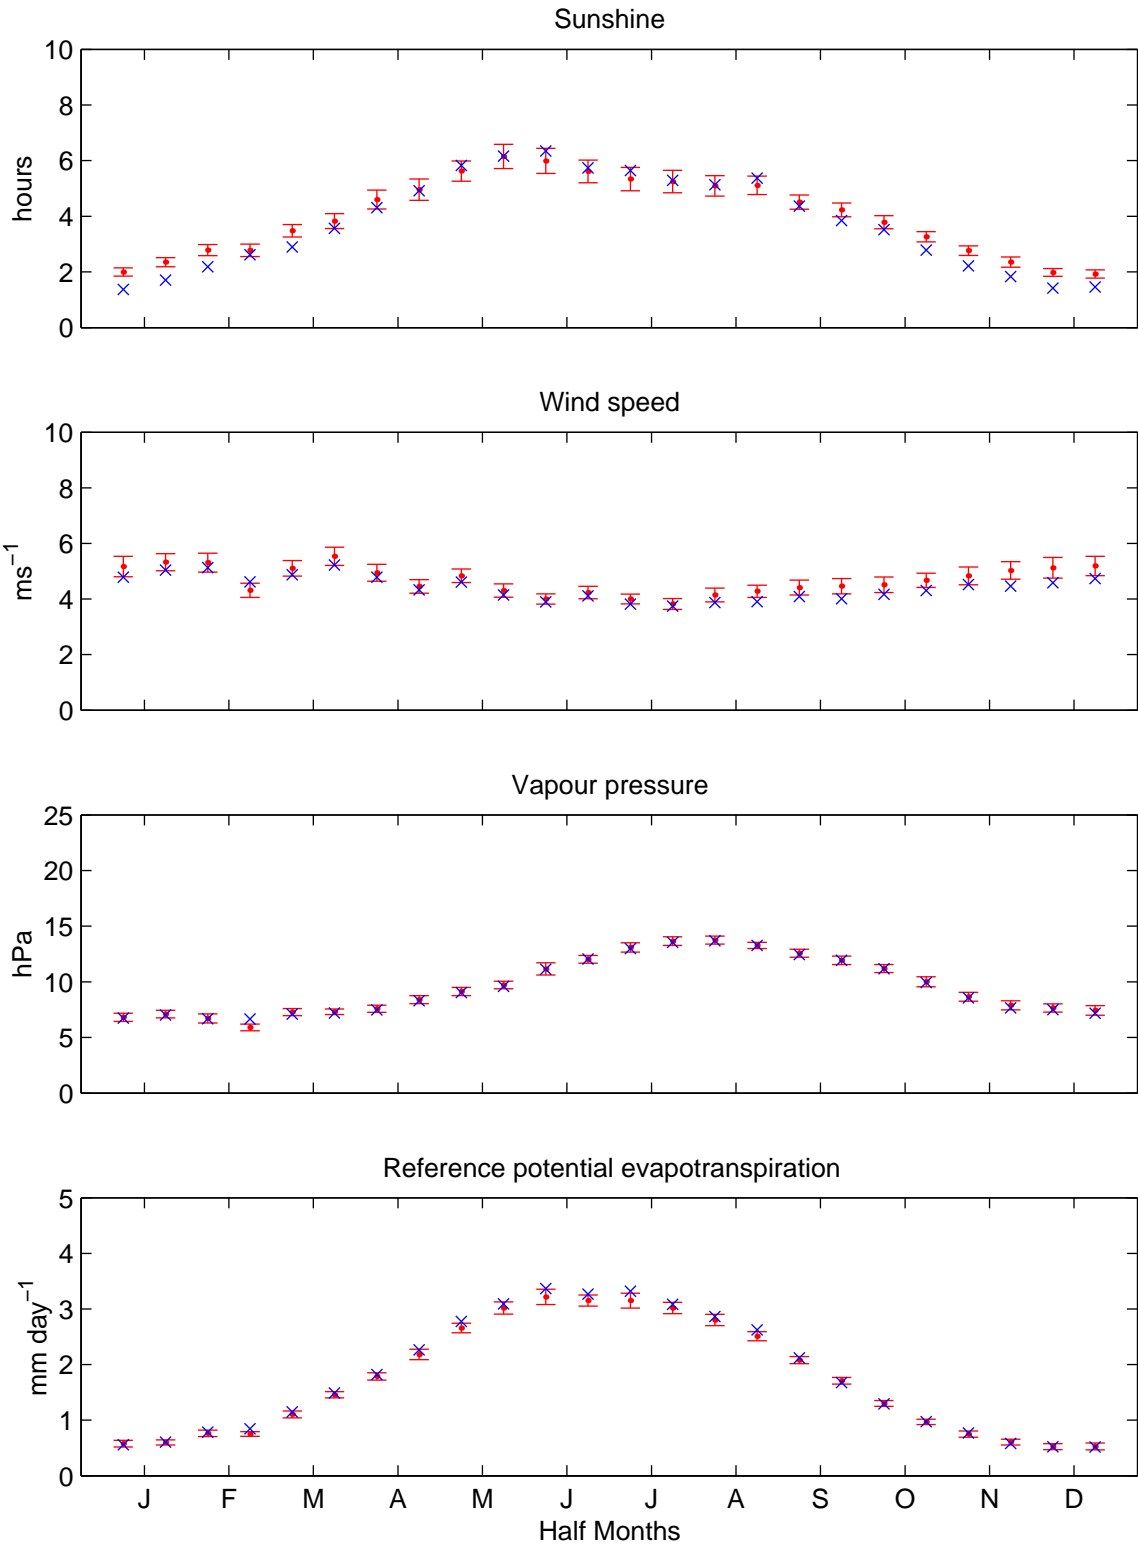 Sunshine
10
8
6
4
2
0
hours
Wind speed
10
8
6
4
2
0
ms−1
Vapour pressure
25
20
15
10
5
0
hPa
Reference potential evapotranspiration
5
4
3
2
1
0
mm day−1
J F M A M J J A S O N D
Half Months